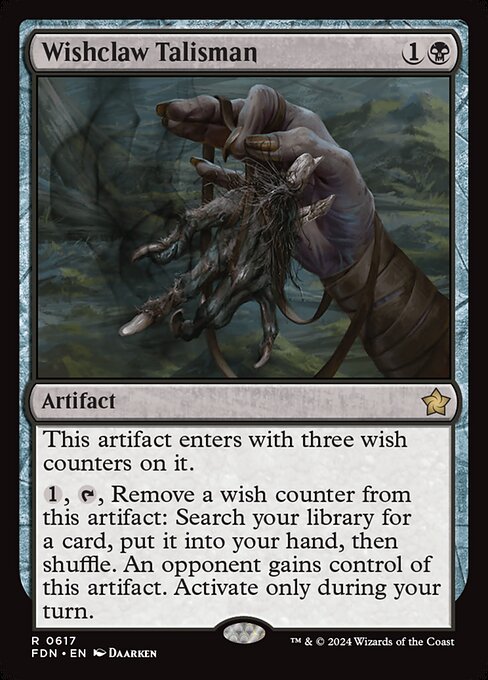 Wishclaw Talisman 1
Artifact
This artifact enters with three wish
counters on it.
1, , Remove a wish counter from
this artifact: Search your library for
a card, put it into your hand, then
shuffle. An opponent gains control of
this artifact. Activate only during your
turn.
R 0617
FDN • EN DAARKEN
™ & © 2024 Wizards of the Coast